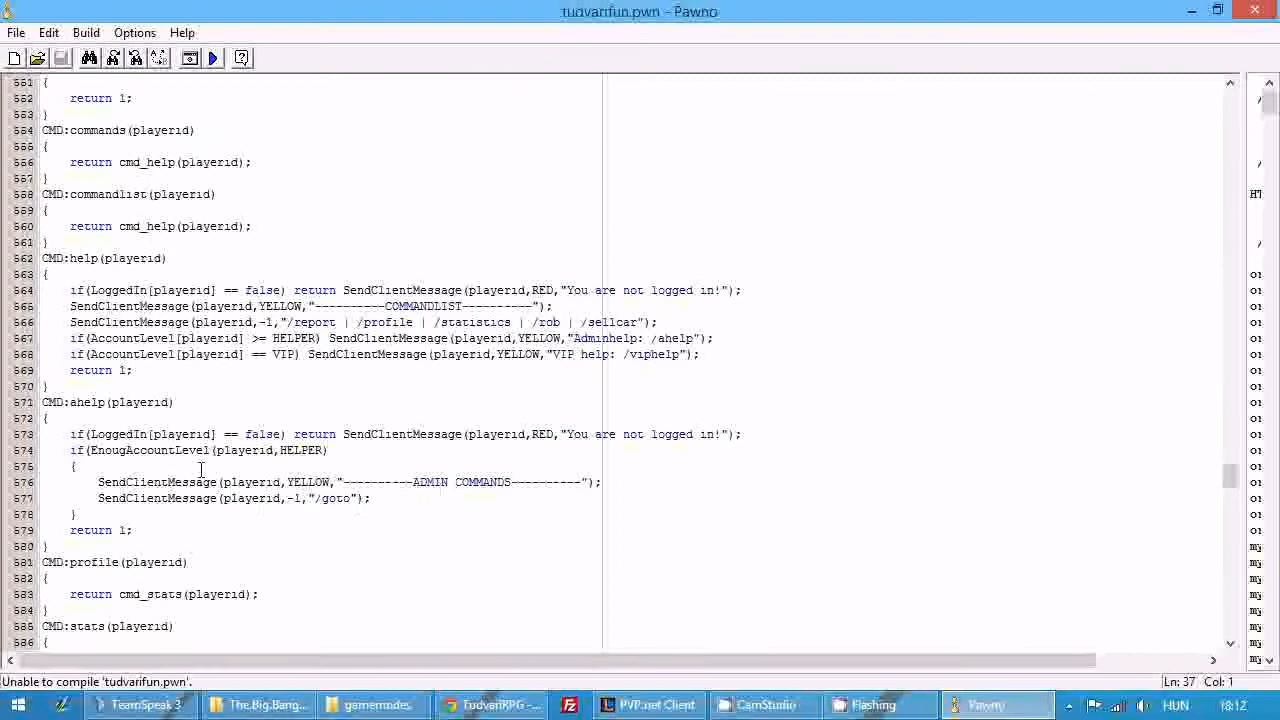 tudvarifun.pwn - Pawno
File Edit Build Options Help
551 {
552 return 1;
553 }
554 CMD:commands(playerid)
555 {
556 return cmd_help(playerid);
557 }
558 CMD:commandlist(playerid)
559 {
560 return cmd_help(playerid);
561 }
562 CMD:help(playerid)
563 {
564 if(LoggedIn[playerid] == false) return SendClientMessage(playerid,RED,"You are not logged in!");
565 SendClientMessage(playerid,YELLOW,"----------COMMANDLIST----------");
566 SendClientMessage(playerid,-1,"/report | /profile | /statistics | /rob | /sellcar");
567 if(AccountLevel[playerid] >= HELPER) SendClientMessage(playerid,YELLOW,"Adminhelp: /ahelp");
568 if(AccountLevel[playerid] == VIP) SendClientMessage(playerid,YELLOW,"VIP help: /viphelp");
569 return 1;
570 }
571 CMD:ahelp(playerid)
572 {
573 if(LoggedIn[playerid] == false) return SendClientMessage(playerid,RED,"You are not logged in!");
574 if(EnougAccountLevel(playerid,HELPER)
575 {
576 SendClientMessage(playerid,YELLOW,"----------ADMIN COMMANDS----------");
577 SendClientMessage(playerid,-1,"/goto");
578 }
579 return 1;
580 }
581 CMD:profile(playerid)
582 {
583 return cmd_stats(playerid);
584 }
585 CMD:stats(playerid)
586 {
Unable to compile 'tudvarifun.pwn'. Ln: 37 Col: 1
TeamSpeak 3 The.Big.Bang... gamemodes TudvariRPG -... PVP.net Client CamStudio Flashing Pawno HUN 18:12